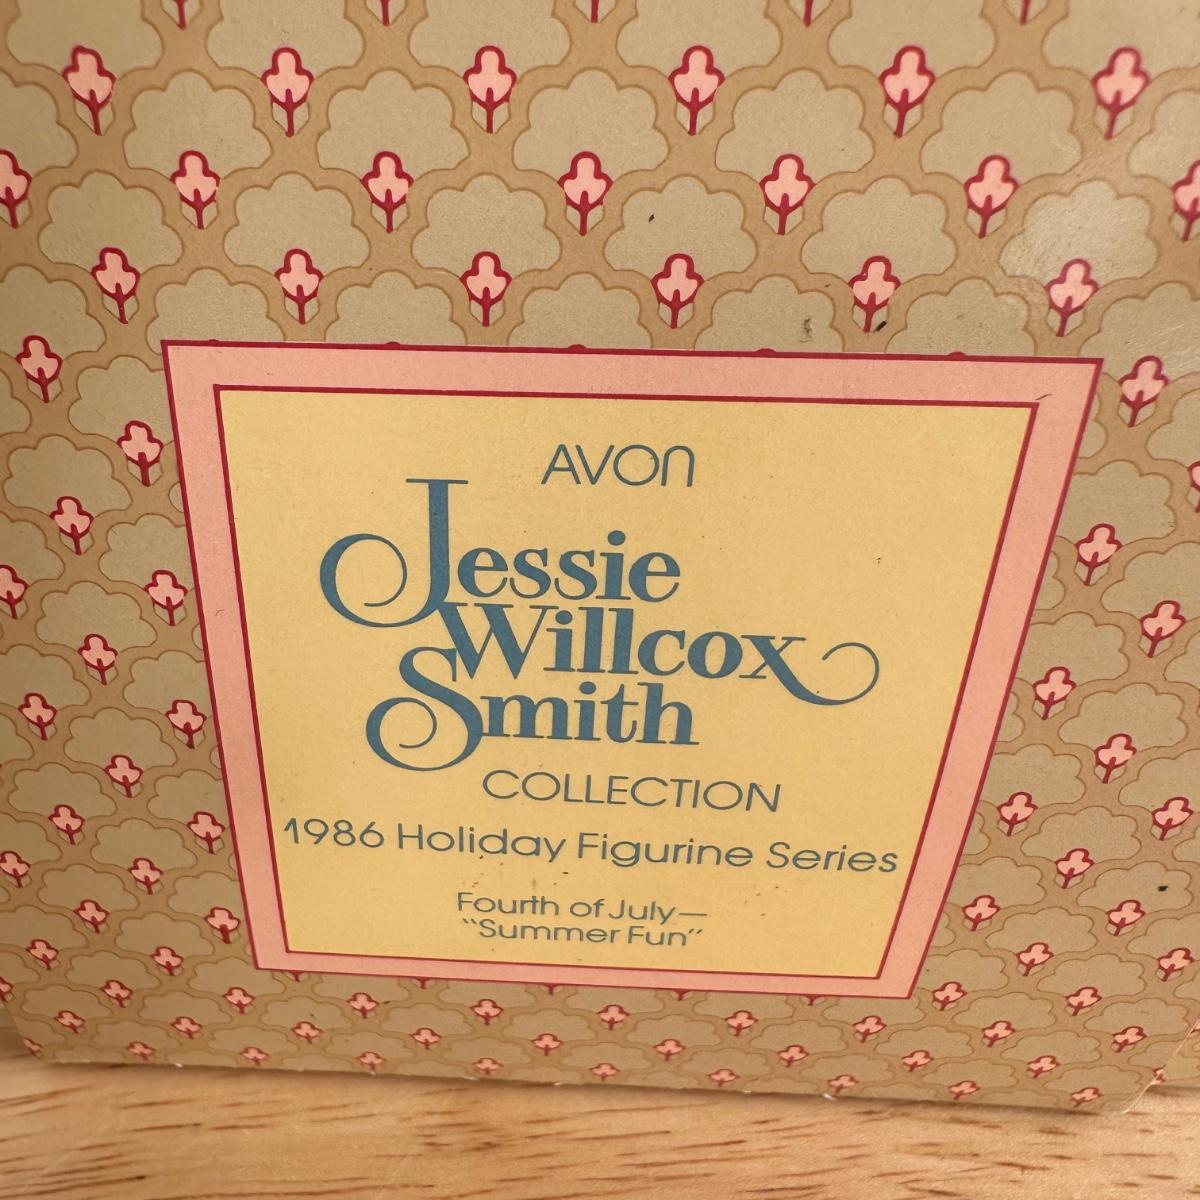 AVON
Jessie
Willcox
Smith
COLLECTION
1986 Holiday Figurine Series
Fourth of July—
"Summer Fun"